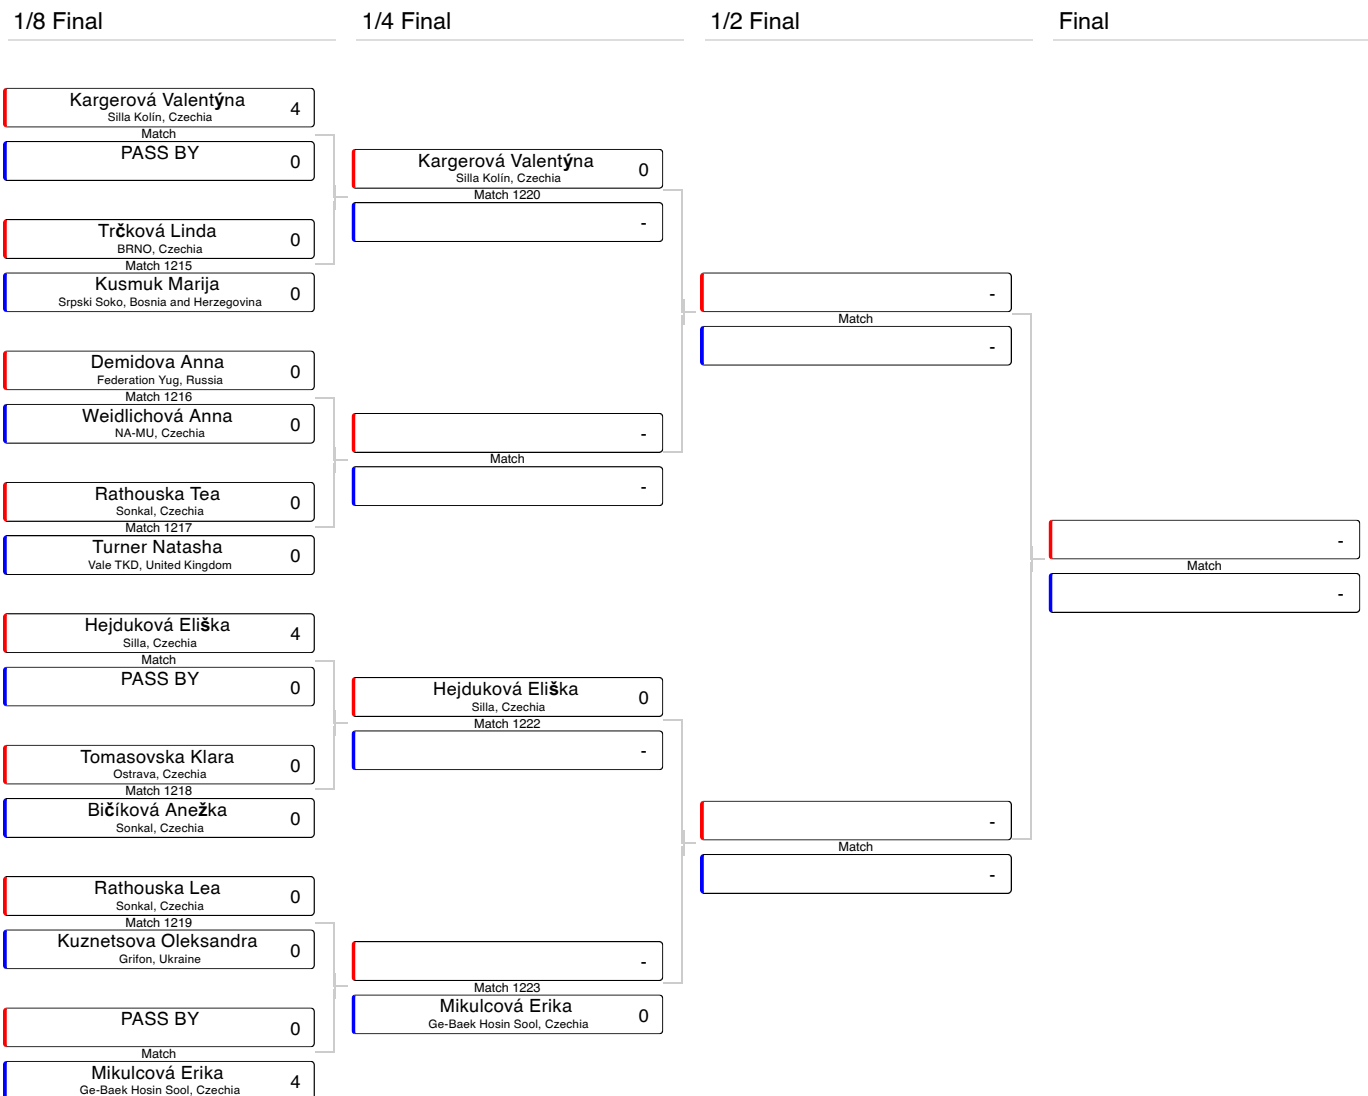 1/8 Final
1/4 Final
1/2 Final
Final
Kargerová Valentýna 4
Silla Kolín, Czechia
Match
PASS BY 0
Trčková Linda 0
BRNO, Czechia
Match 1215
Kusmuk Marija 0
Srpski Soko, Bosnia and Herzegovina
Demidova Anna 0
Federation Yug, Russia
Match 1216
Weidlichová Anna 0
NA-MU, Czechia
Rathouska Tea 0
Sonkal, Czechia
Match 1217
Turner Natasha 0
Vale TKD, United Kingdom
Hejduková Eliška 4
Silla, Czechia
Match
PASS BY 0
Tomasovska Klara 0
Ostrava, Czechia
Match 1218
Bičíková Anežka 0
Sonkal, Czechia
Rathouska Lea 0
Sonkal, Czechia
Match 1219
Kuznetsova Oleksandra 0
Grifon, Ukraine
PASS BY 0
Match
Mikulcová Erika 4
Ge-Baek Hosin Sool, Czechia
Kargerová Valentýna 0
Silla Kolín, Czechia
Match 1220
-
-
Match
-
Hejduková Eliška 0
Silla, Czechia
Match 1222
-
-
Match 1223
Mikulcová Erika 0
Ge-Baek Hosin Sool, Czechia
-
Match
-
-
Match
-
-
Match
-